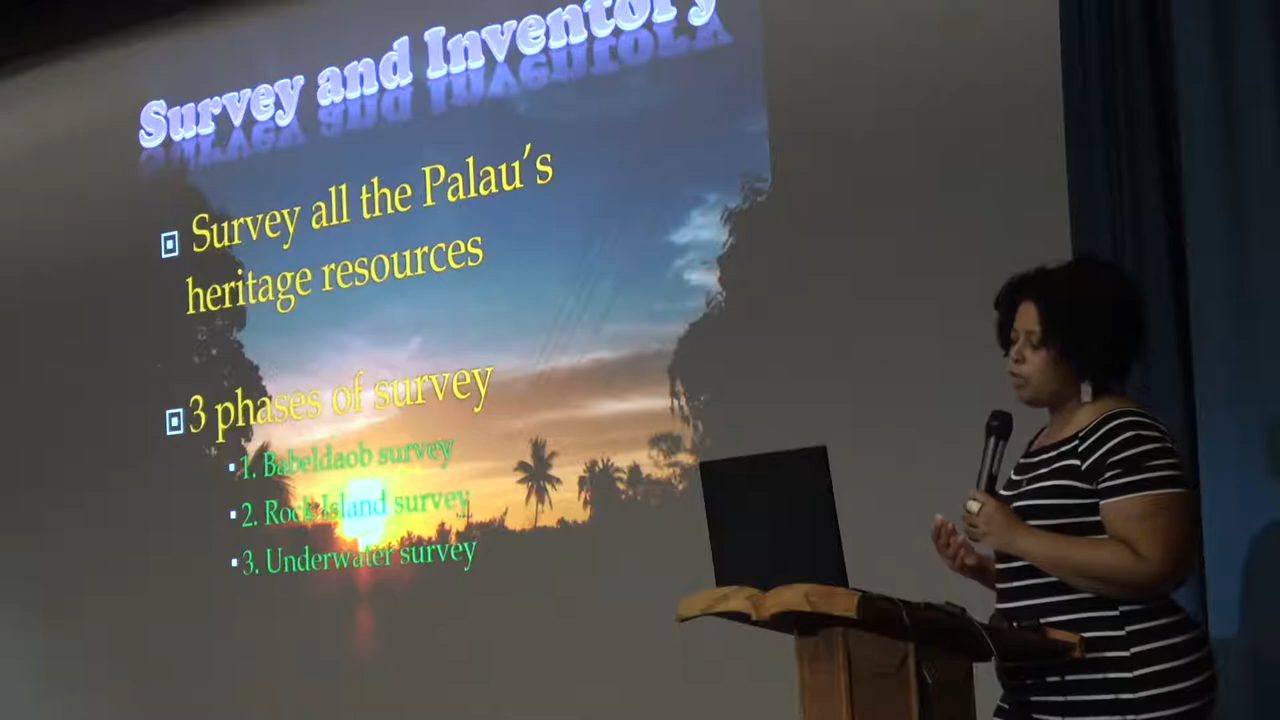 Survey and Inventory
Survey all the Palau's
heritage resources
3 phases of survey
1. Babeldaob survey
2. Rock Island survey
3. Underwater survey